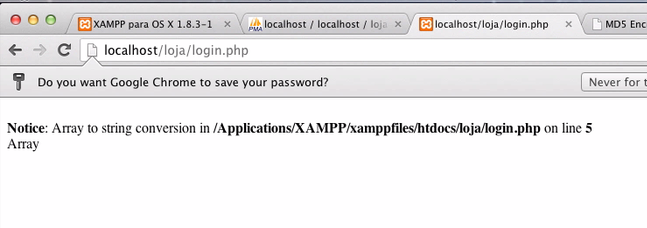 XAMPP para OS X 1.8.3-1
localhost / localhost / loja
localhost/loja/login.php
MD5 Enc
localhost/loja/login.php
Do you want Google Chrome to save your password?
Never for t
Notice: Array to string conversion in /Applications/XAMPP/xamppfiles/htdocs/loja/login.php on line 5
Array